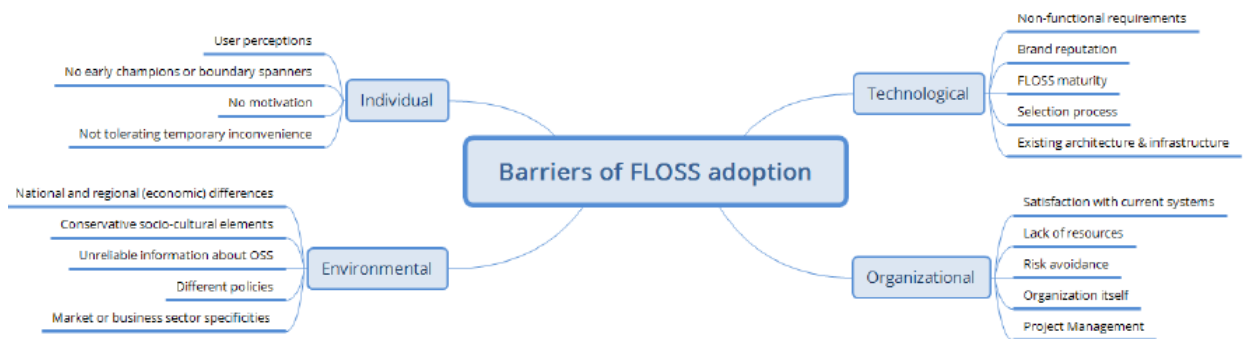 Barriers of FLOSS adoption
Individual
User perceptions
No early champions or boundary spanners
No motivation
Not tolerating temporary inconvenience
Environmental
National and regional (economic) differences
Conservative socio-cultural elements
Unreliable information about OSS
Different policies
Market or business sector specificities
Technological
Non-functional requirements
Brand reputation
FLOSS maturity
Selection process
Existing architecture & infrastructure
Organizational
Satisfaction with current systems
Lack of resources
Risk avoidance
Organization itself
Project Management